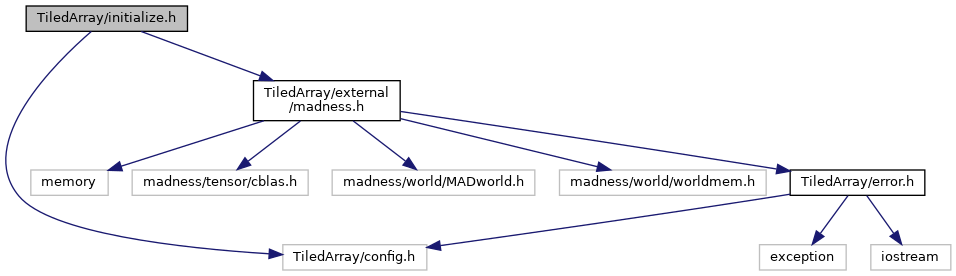 TiledArray/initialize.h
TiledArray/external
/madness.h
memory
madness/tensor/cblas.h
madness/world/MADworld.h
madness/world/worldmem.h
TiledArray/error.h
TiledArray/config.h
exception
iostream